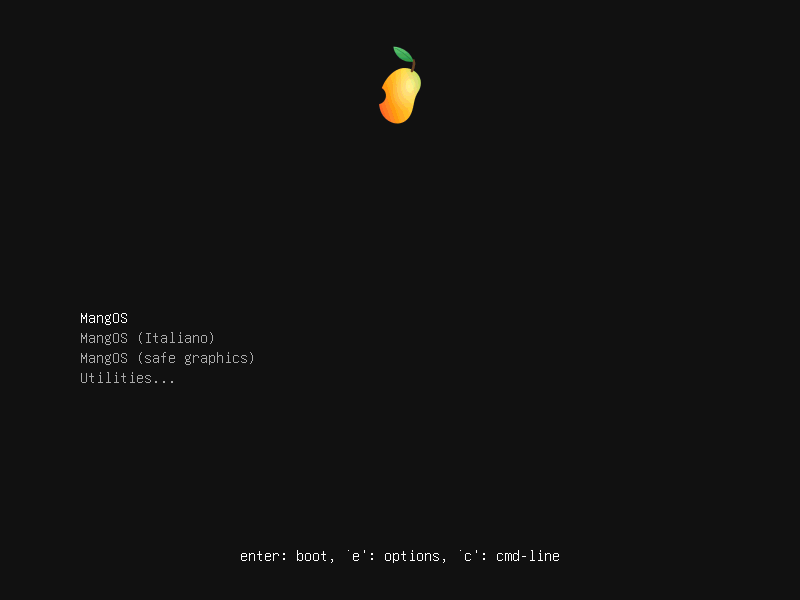 MangOS
MangOS (Italiano)
MangOS (safe graphics)
Utilities...
enter: boot, `e': options, `c': cmd-line